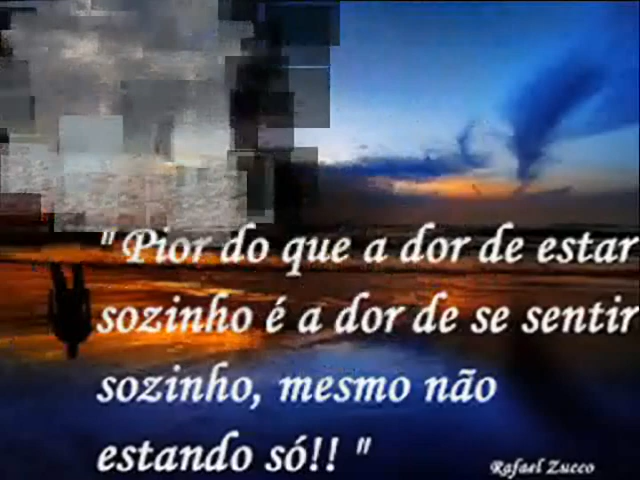 " Pior do que a dor de estar
sozinho é a dor de se sentir
sozinho, mesmo não
estando só!! "
Rafael Zucco